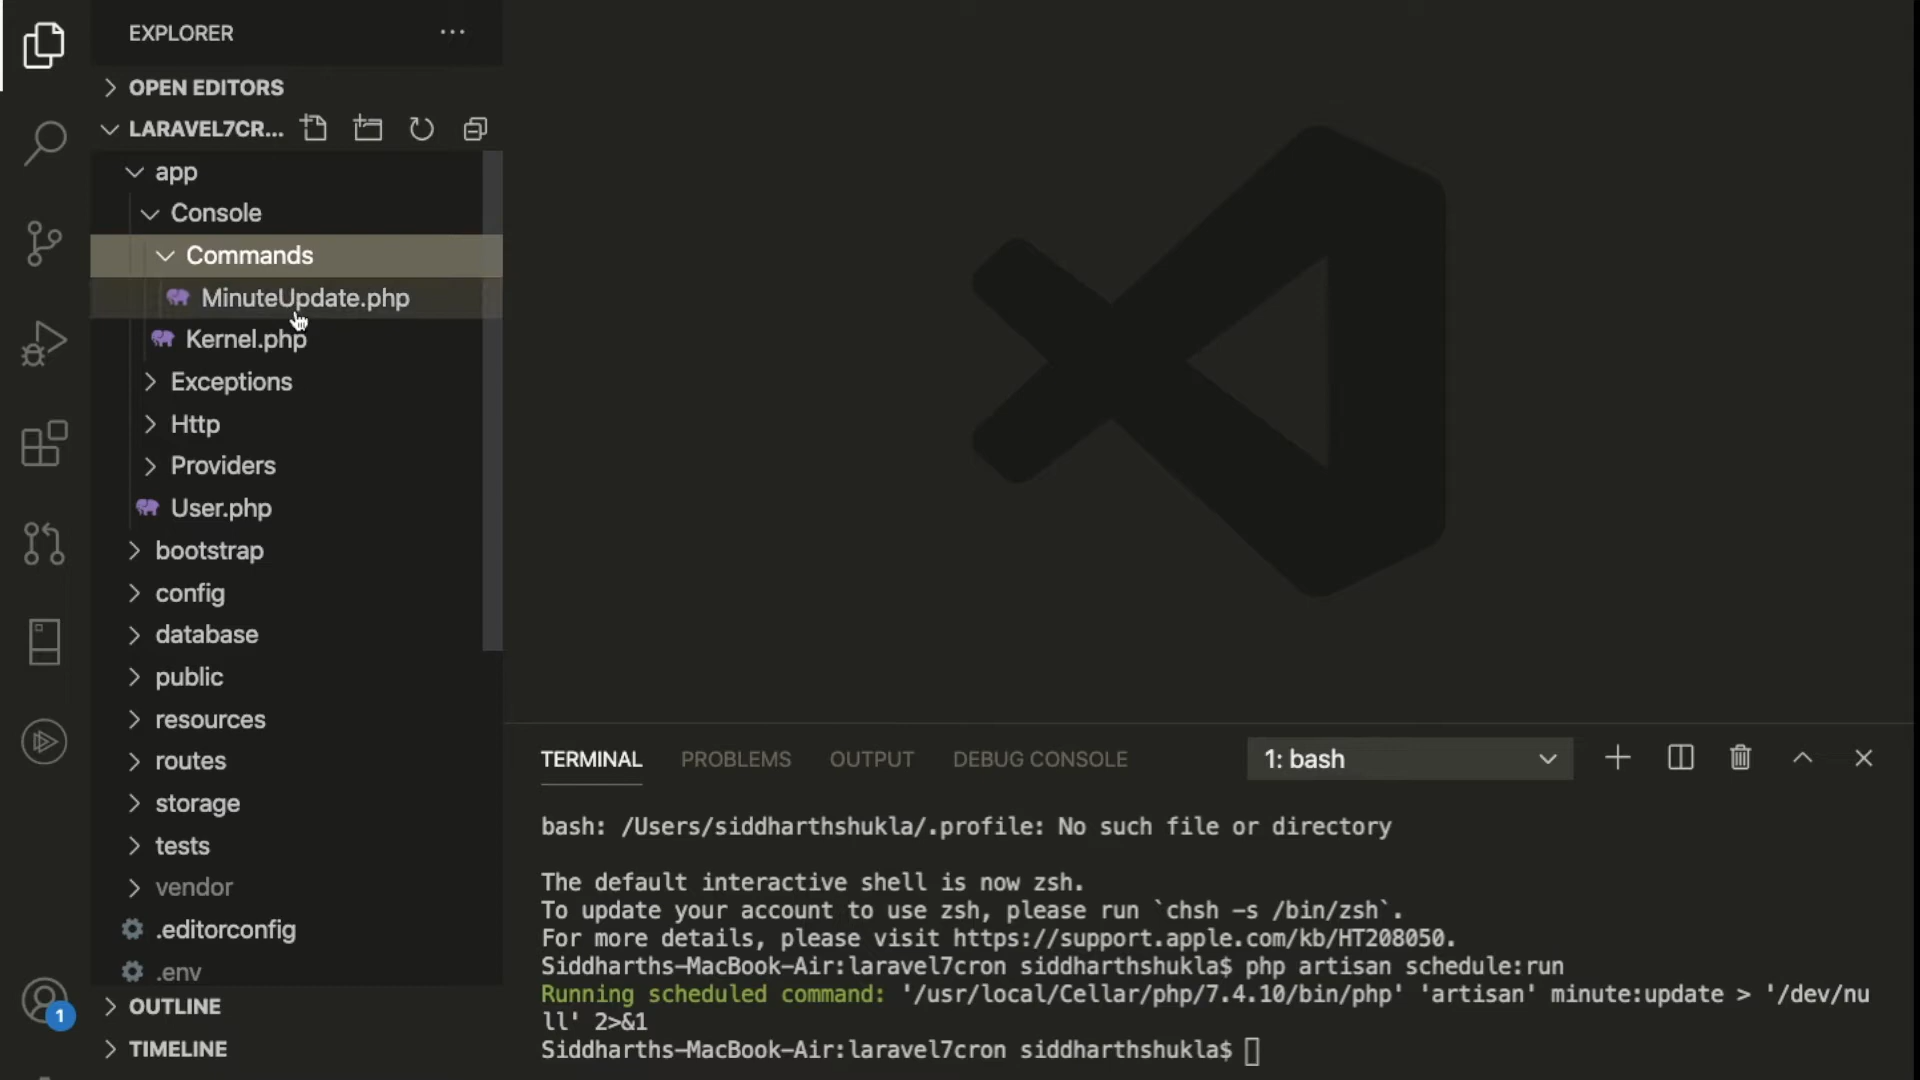 EXPLORER
OPEN EDITORS
LARAVEL7CR...
app
Console
Commands
MinuteUpdate.php
Kernel.php
Exceptions
Http
Providers
User.php
bootstrap
config
database
public
resources
routes
storage
tests
vendor
.editorconfig
.env
OUTLINE
TIMELINE
1
TERMINAL PROBLEMS OUTPUT DEBUG CONSOLE 1: bash
bash: /Users/siddharthshukla/.profile: No such file or directory
The default interactive shell is now zsh.
To update your account to use zsh, please run `chsh -s /bin/zsh`.
For more details, please visit https://support.apple.com/kb/HT208050.
Siddharths-MacBook-Air:laravel7cron siddharthshukla$ php artisan schedule:run
Running scheduled command: '/usr/local/Cellar/php/7.4.10/bin/php' 'artisan' minute:update > '/dev/nu
ll' 2>&1
Siddharths-MacBook-Air:laravel7cron siddharthshukla$